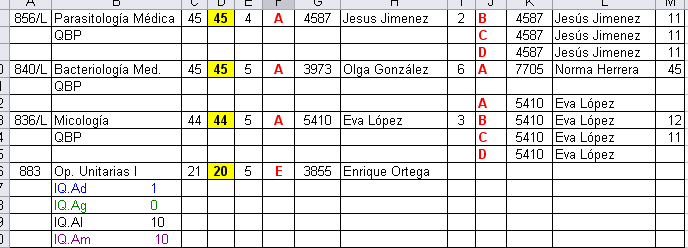 A B C D E F G H I J K L M
856/L Parasitología Médica 45 45 4 A 4587 Jesus Jimenez 2 B 4587 Jesús Jimenez 11
QBP C 4587 Jesús Jimenez 11
D 4587 Jesús Jimenez 11
0 840/L Bacteriología Med. 45 45 5 A 3973 Olga González 6 A 7705 Norma Herrera 45
1 QBP
2 A 5410 Eva López
3 836/L Micología 44 44 5 A 5410 Eva López 3 B 5410 Eva López 12
4 QBP C 5410 Eva López 11
5 D 5410 Eva López
6 883 Op. Unitarias I 21 20 5 E 3855 Enrique Ortega
7 IQ.Ad 1
8 IQ.Ag 0
9 IQ.Al 10
0 IQ.Am 10